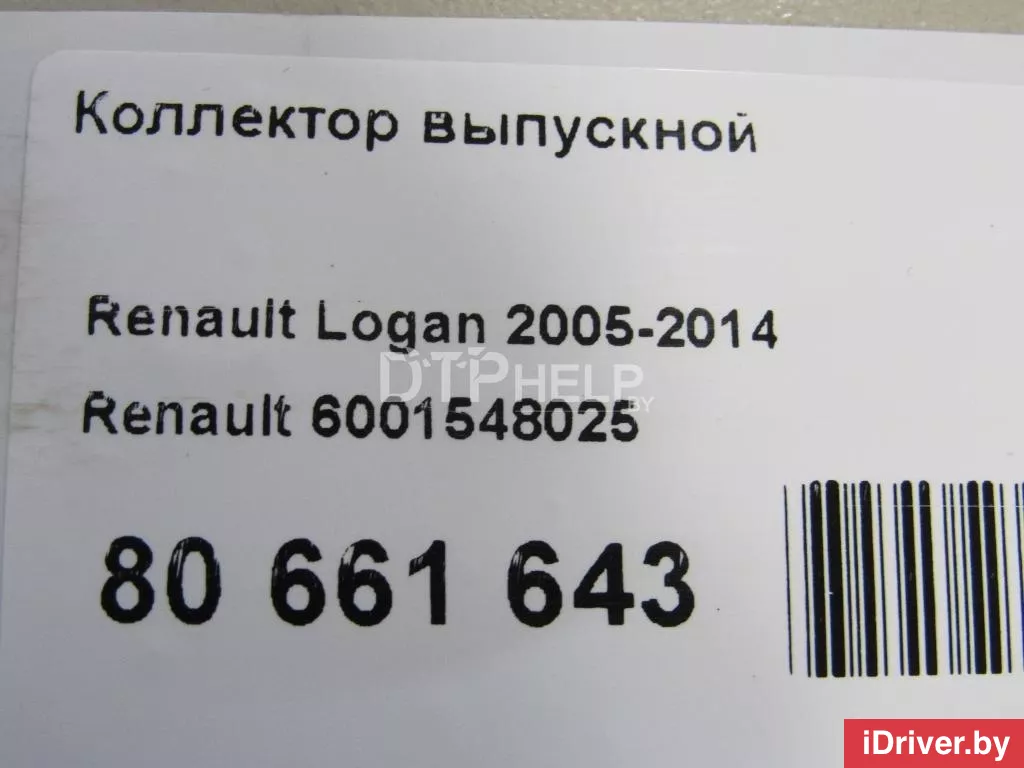 Коллектор выпускной
Renault Logan 2005-2014
DTPHELP
.BY
Renault 6001548025
80 661 643
iDriver.by